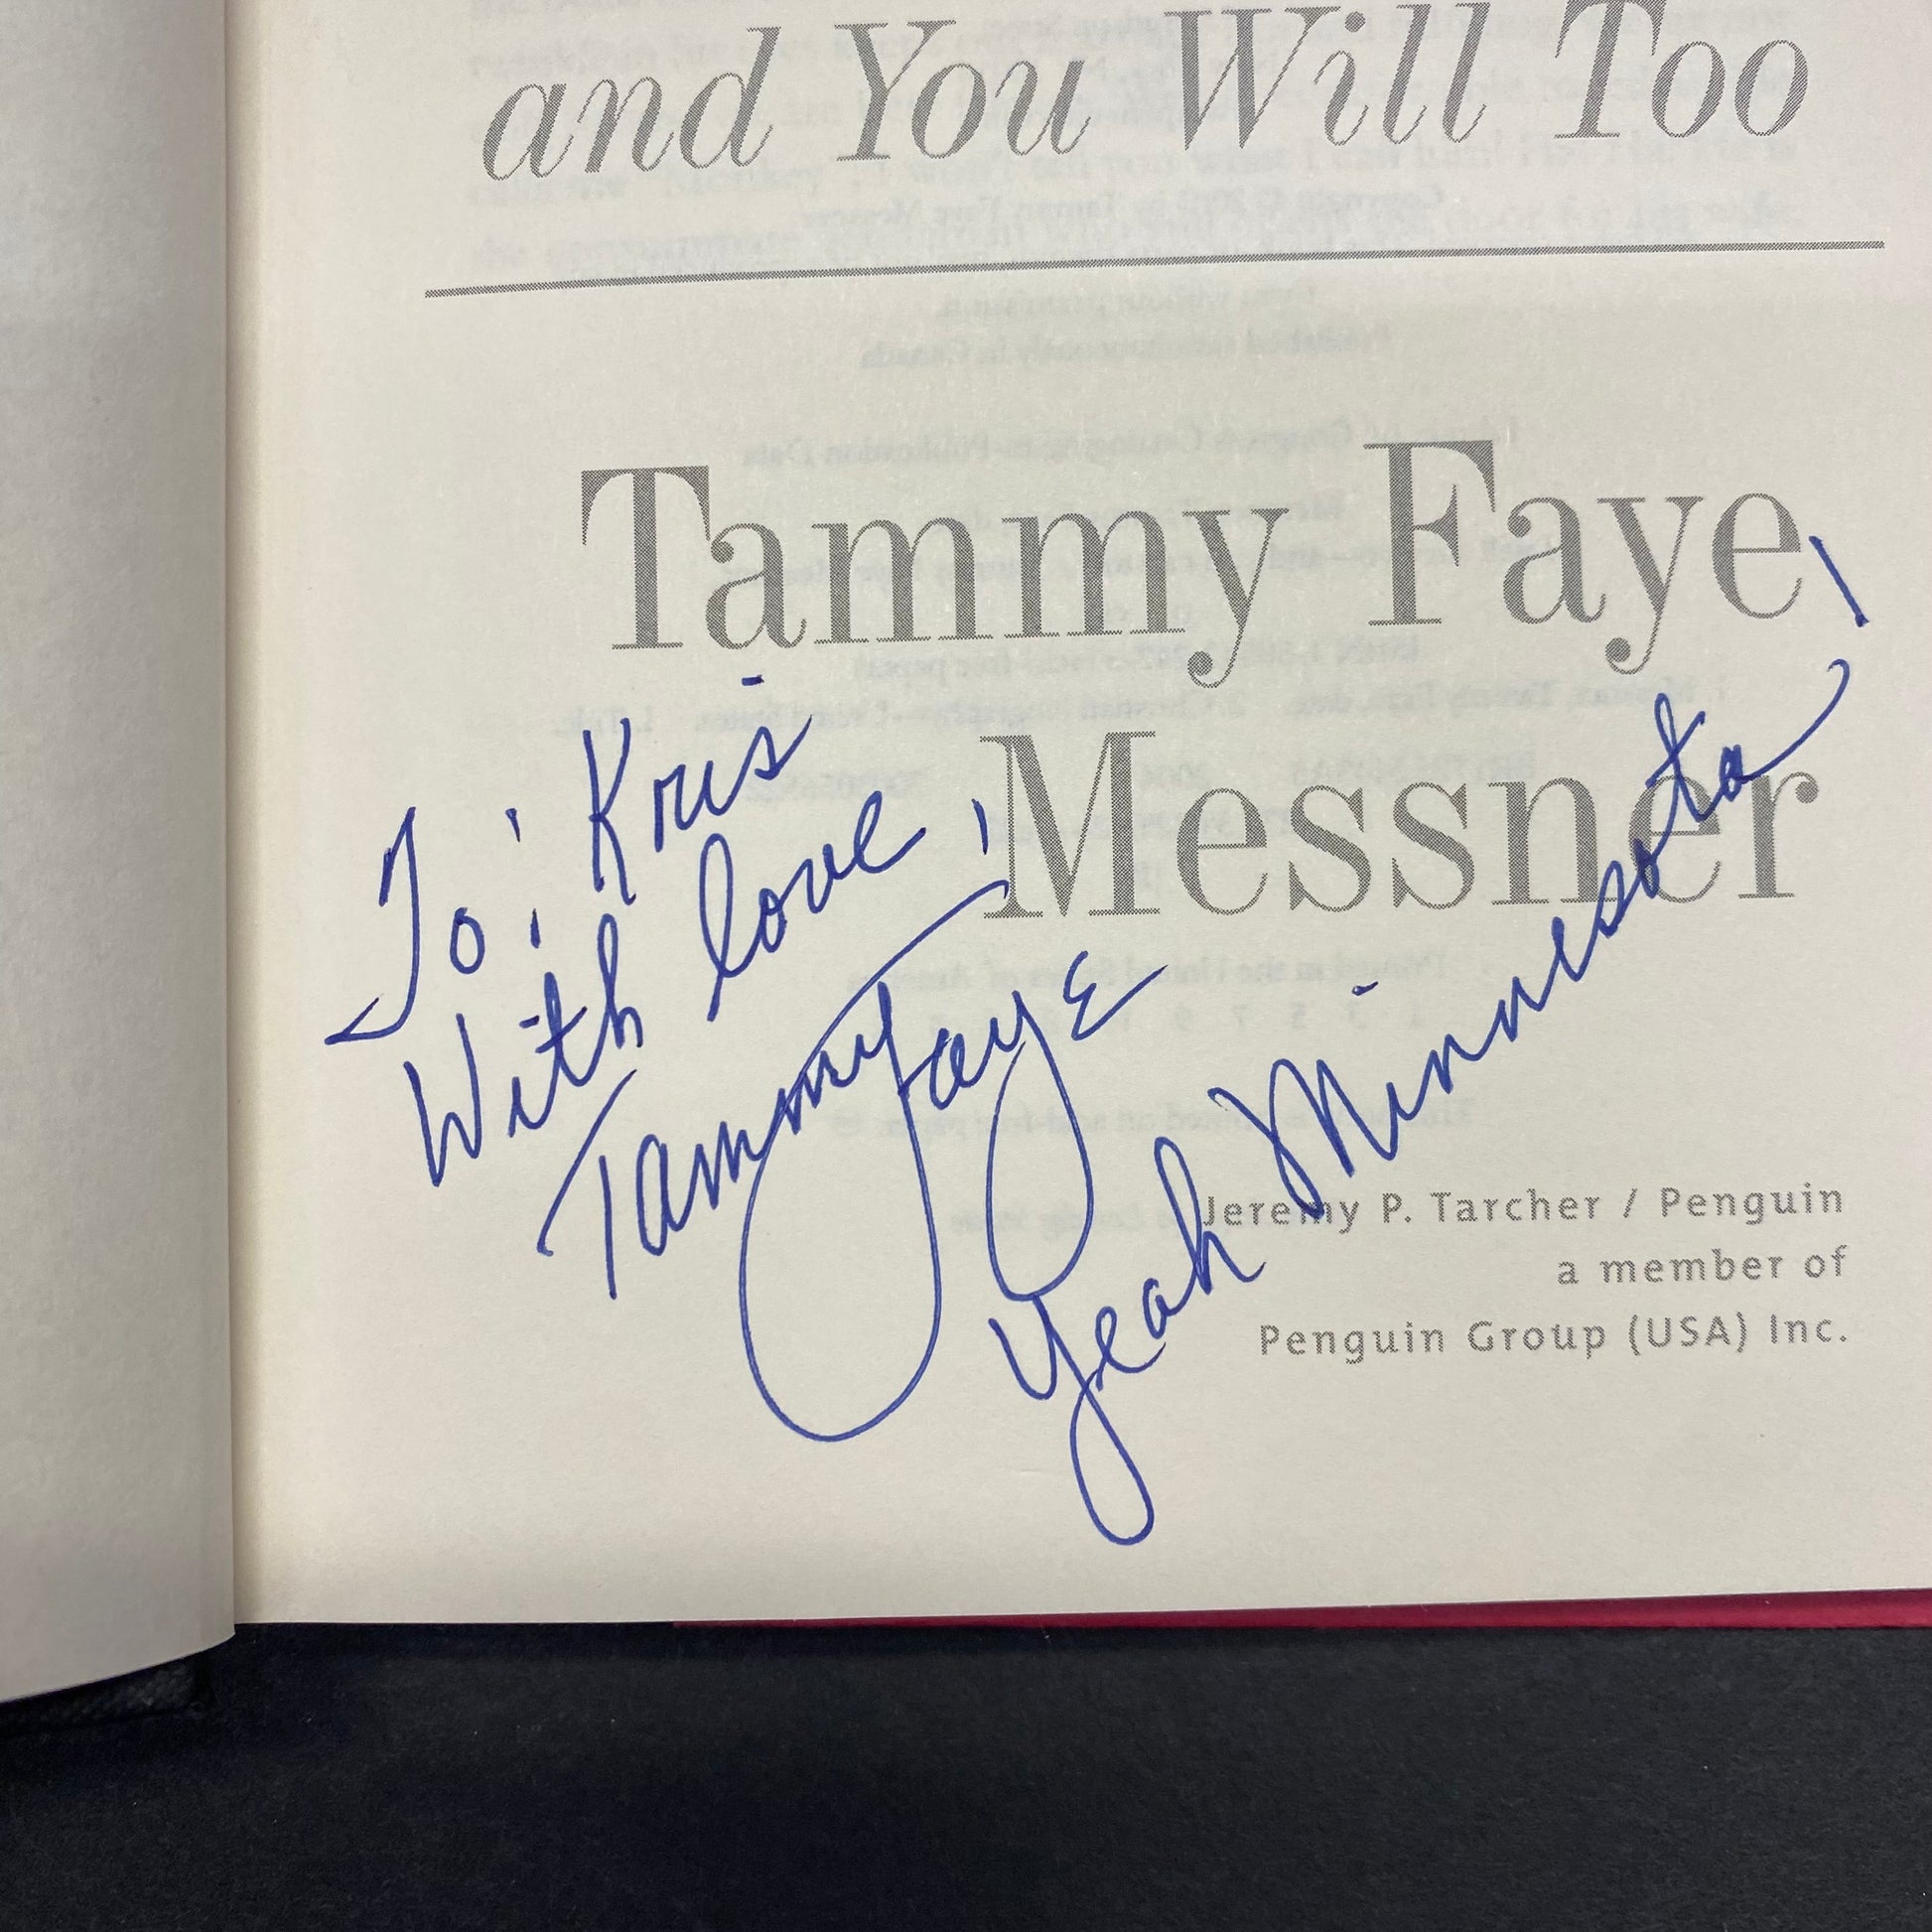 and You Will Too
Tammy Faye
Messner
To: Kris
With love,
Tammy Faye
Yeah Minnesota!
Jeremy P. Tarcher / Penguin
a member of
Penguin Group (USA) Inc.